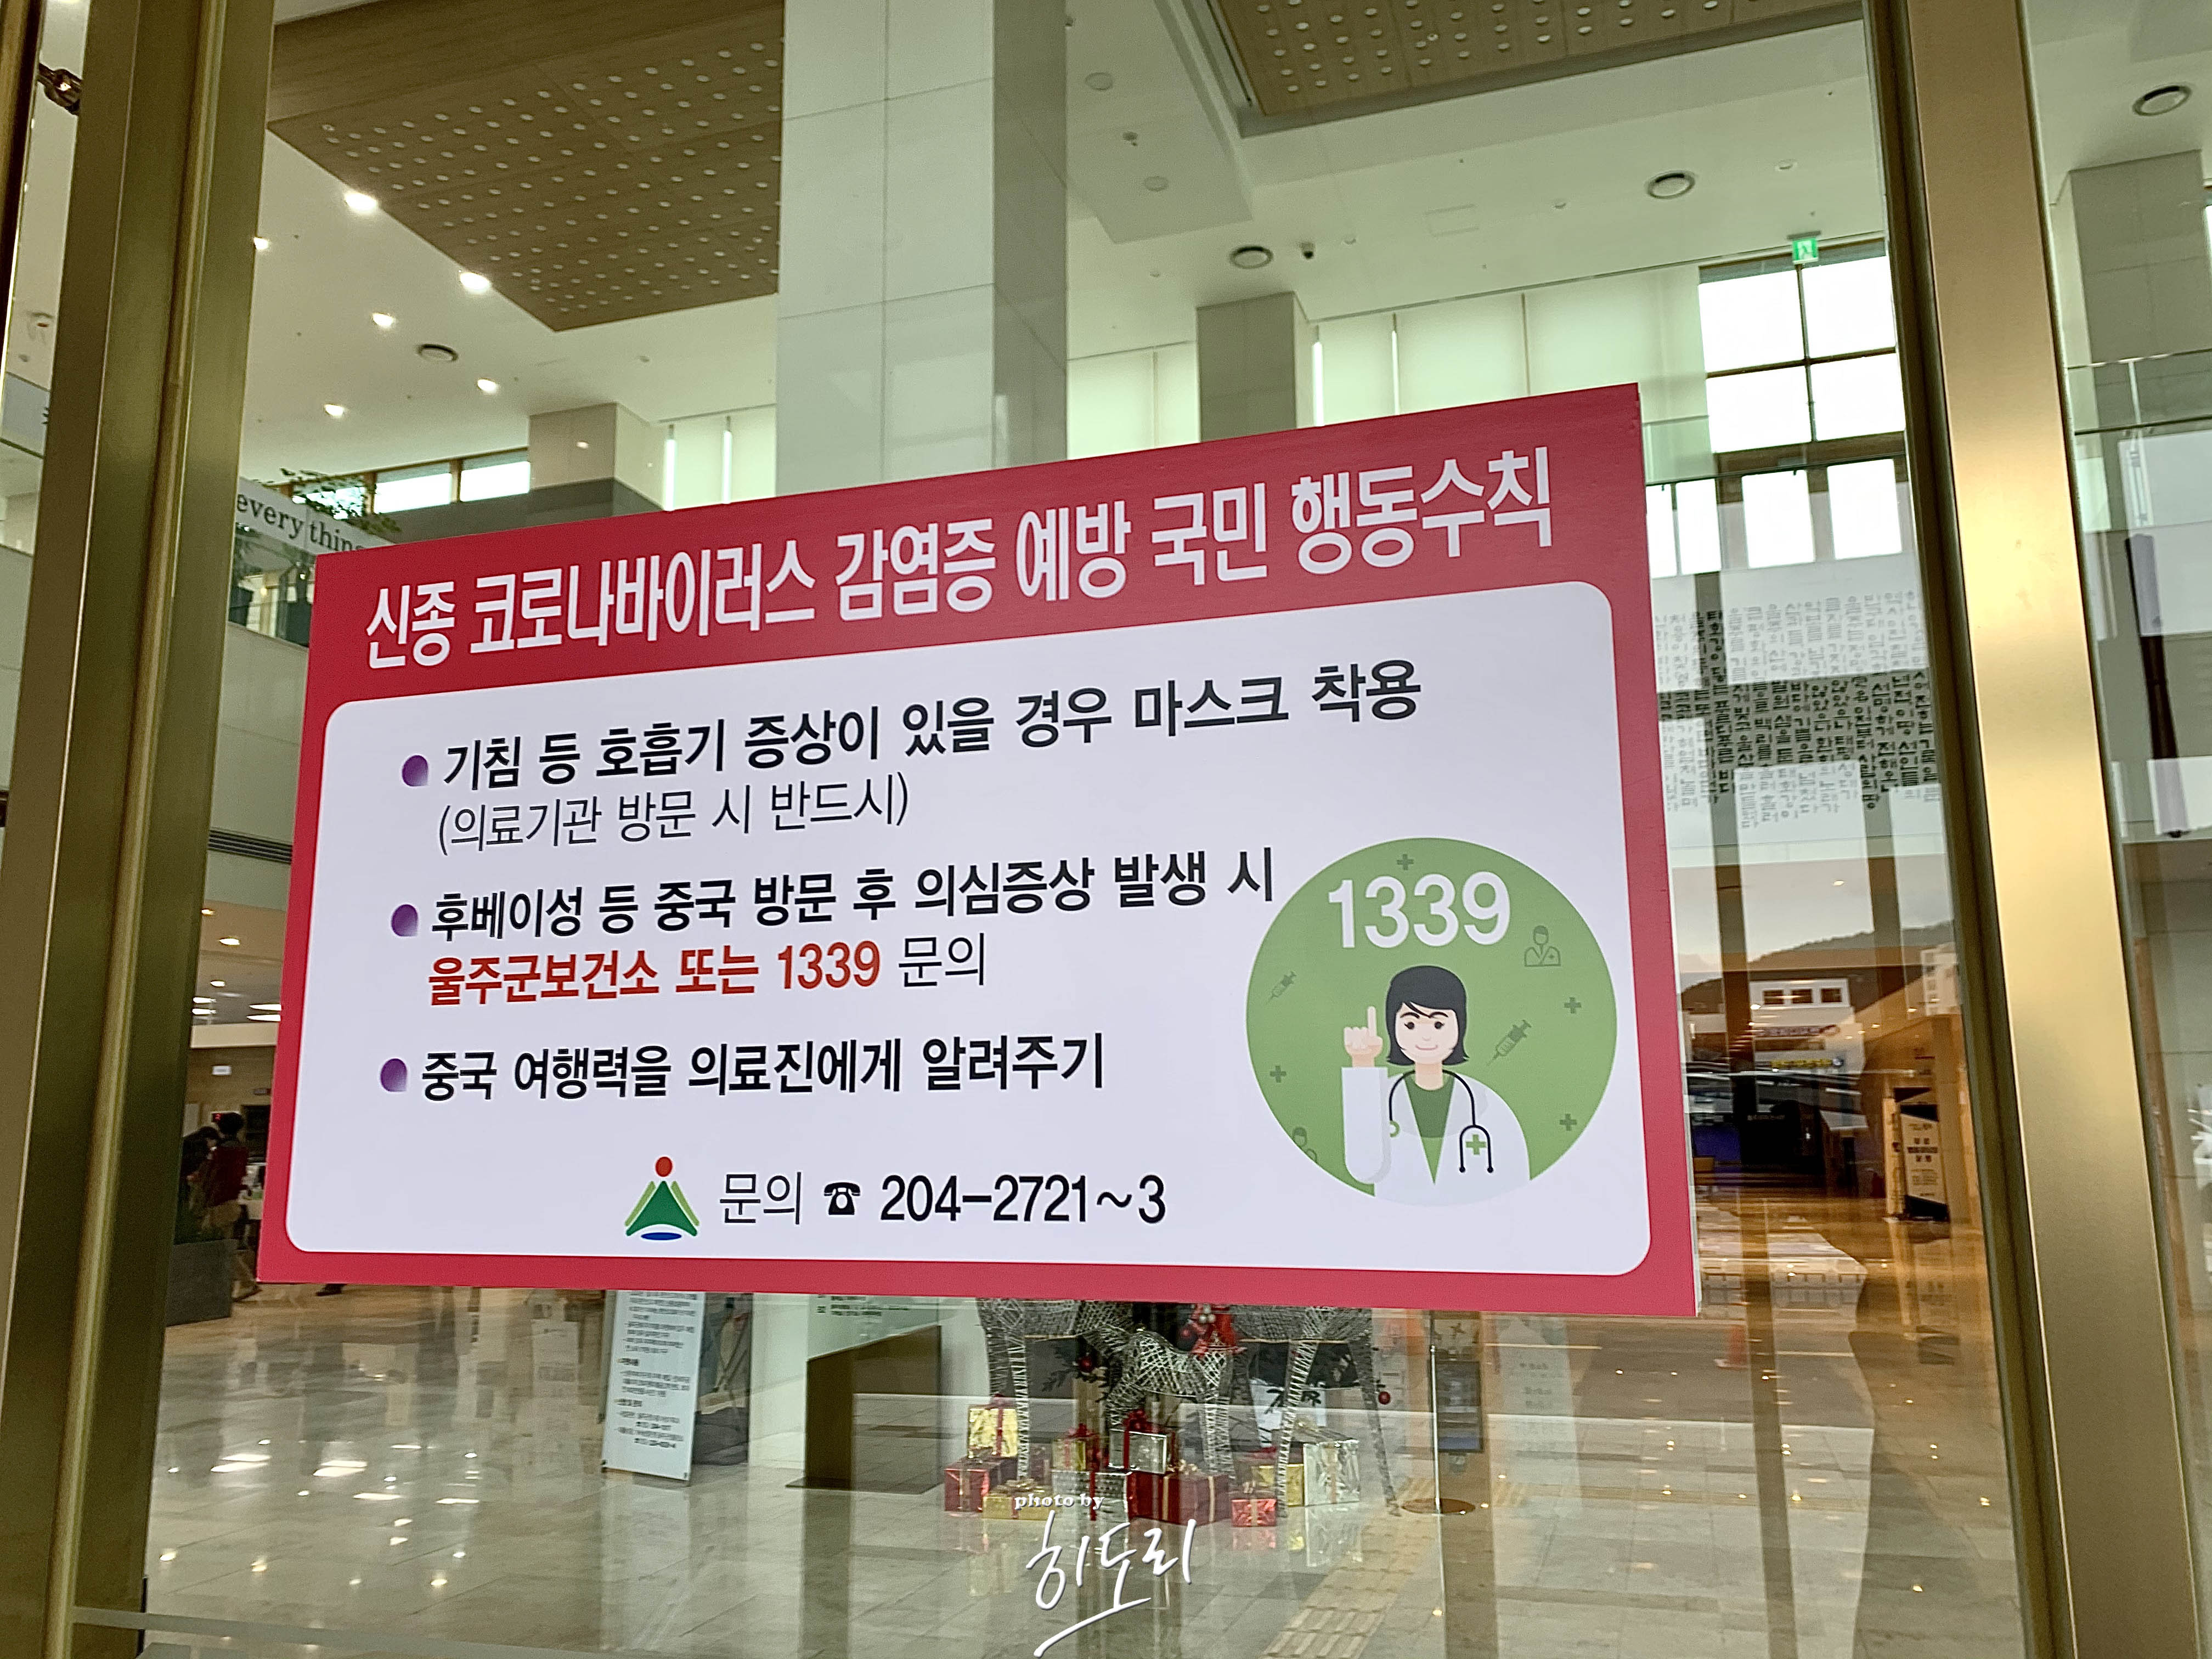 신종 코로나바이러스 감염증 예방 국민 행동수칙
기침 등 호흡기 증상이 있을 경우 마스크 착용
(의료기관 방문 시 반드시)
후베이성 등 중국 방문 후 의심증상 발생 시
울주군보건소 또는 1339 문의
중국 여행력을 의료진에게 알려주기
1339
문의 ☎ 204-2721~3
every thing
photo by
히도리